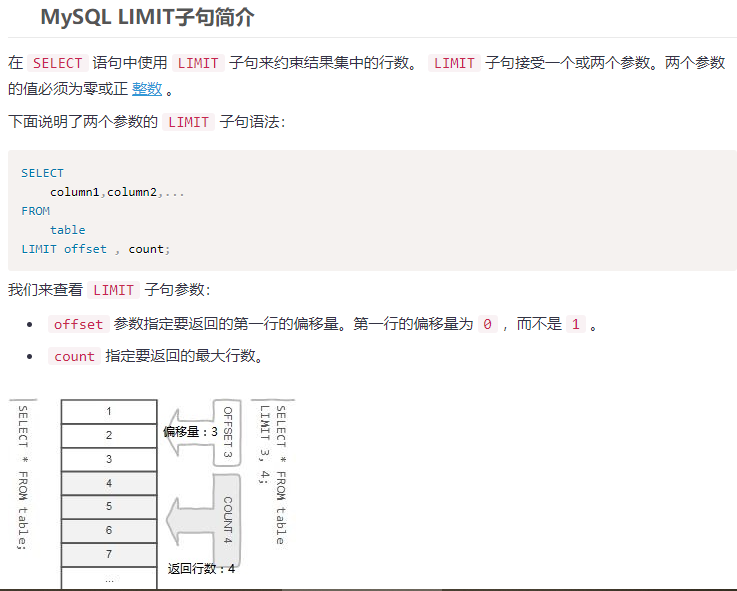 MySQL LIMIT子句简介
在 SELECT 语句中使用 LIMIT 子句来约束结果集中的行数。 LIMIT 子句接受一个或两个参数。两个参数
的值必须为零或正 整数 。
下面说明了两个参数的 LIMIT 子句语法：
SELECT
column1,column2,...
FROM
table
LIMIT offset , count;
我们来查看 LIMIT 子句参数：
• offset 参数指定要返回的第一行的偏移量。第一行的偏移量为 0 ，而不是 1 。
• count 指定要返回的最大行数。
SELECT * FROM table;
1
2
3
4
5
6
7
...
偏移量：3
OFFSET 3
COUNT 4
返回行数：4
SELECT * FROM table
LIMIT 3, 4;